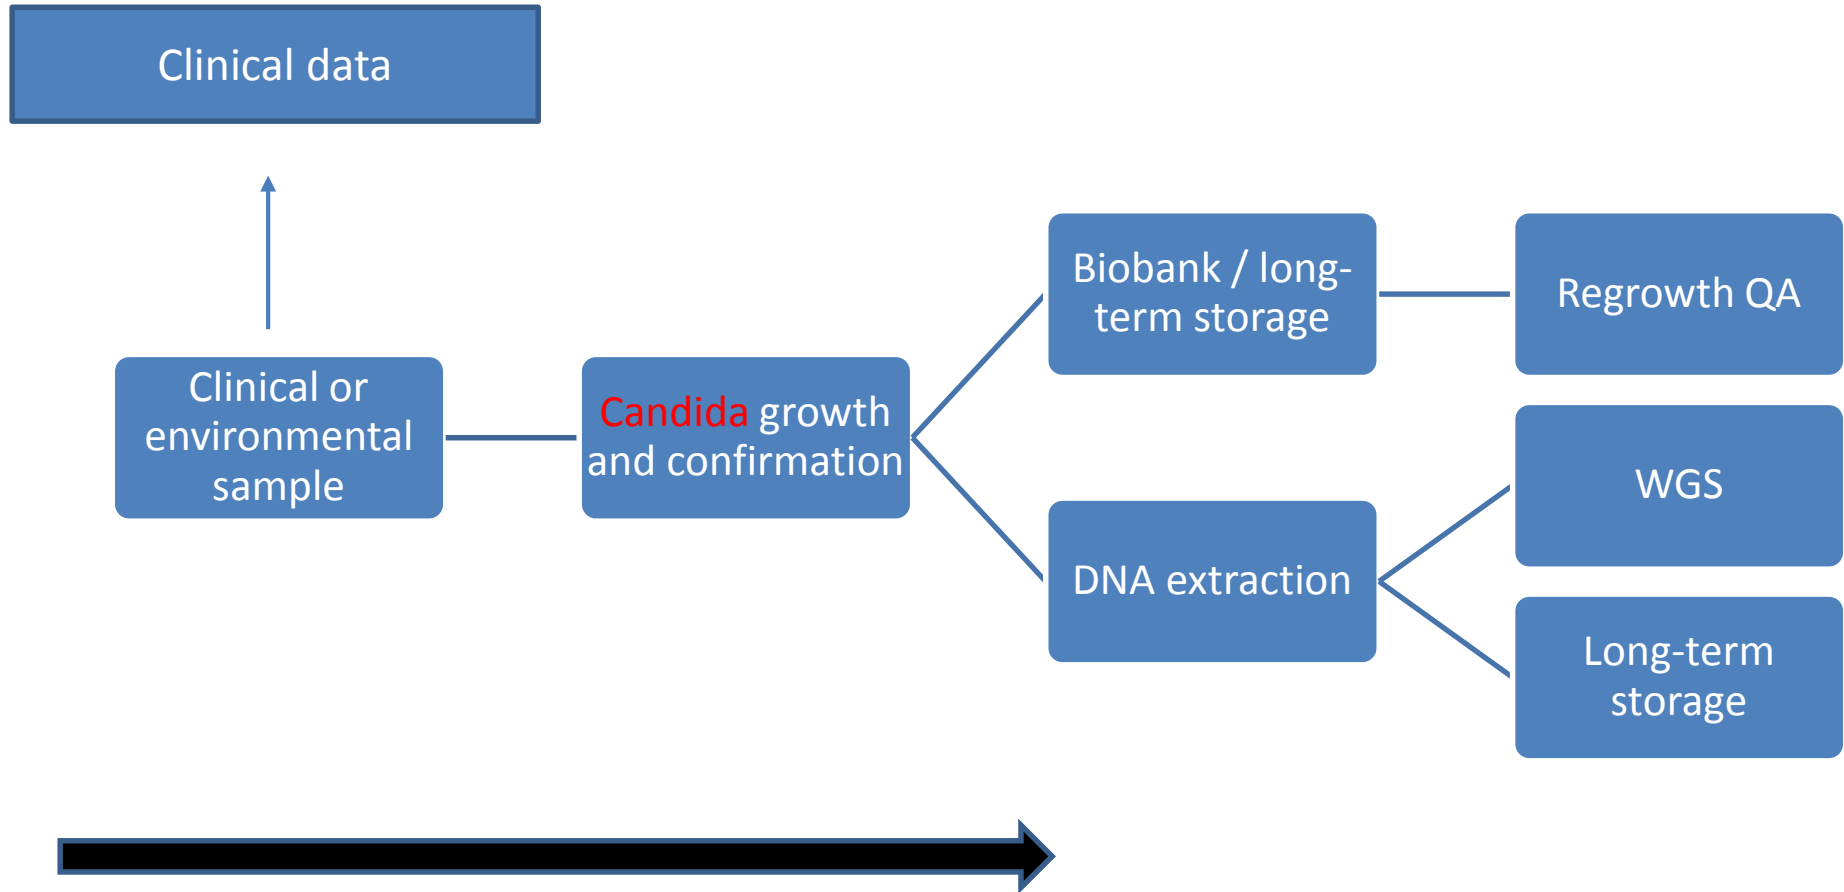 Clinical data
Clinical or
environmental
sample
Candida growth
and confirmation
Biobank / long-
term storage
Regrowth QA
DNA extraction
WGS
Long-term
storage